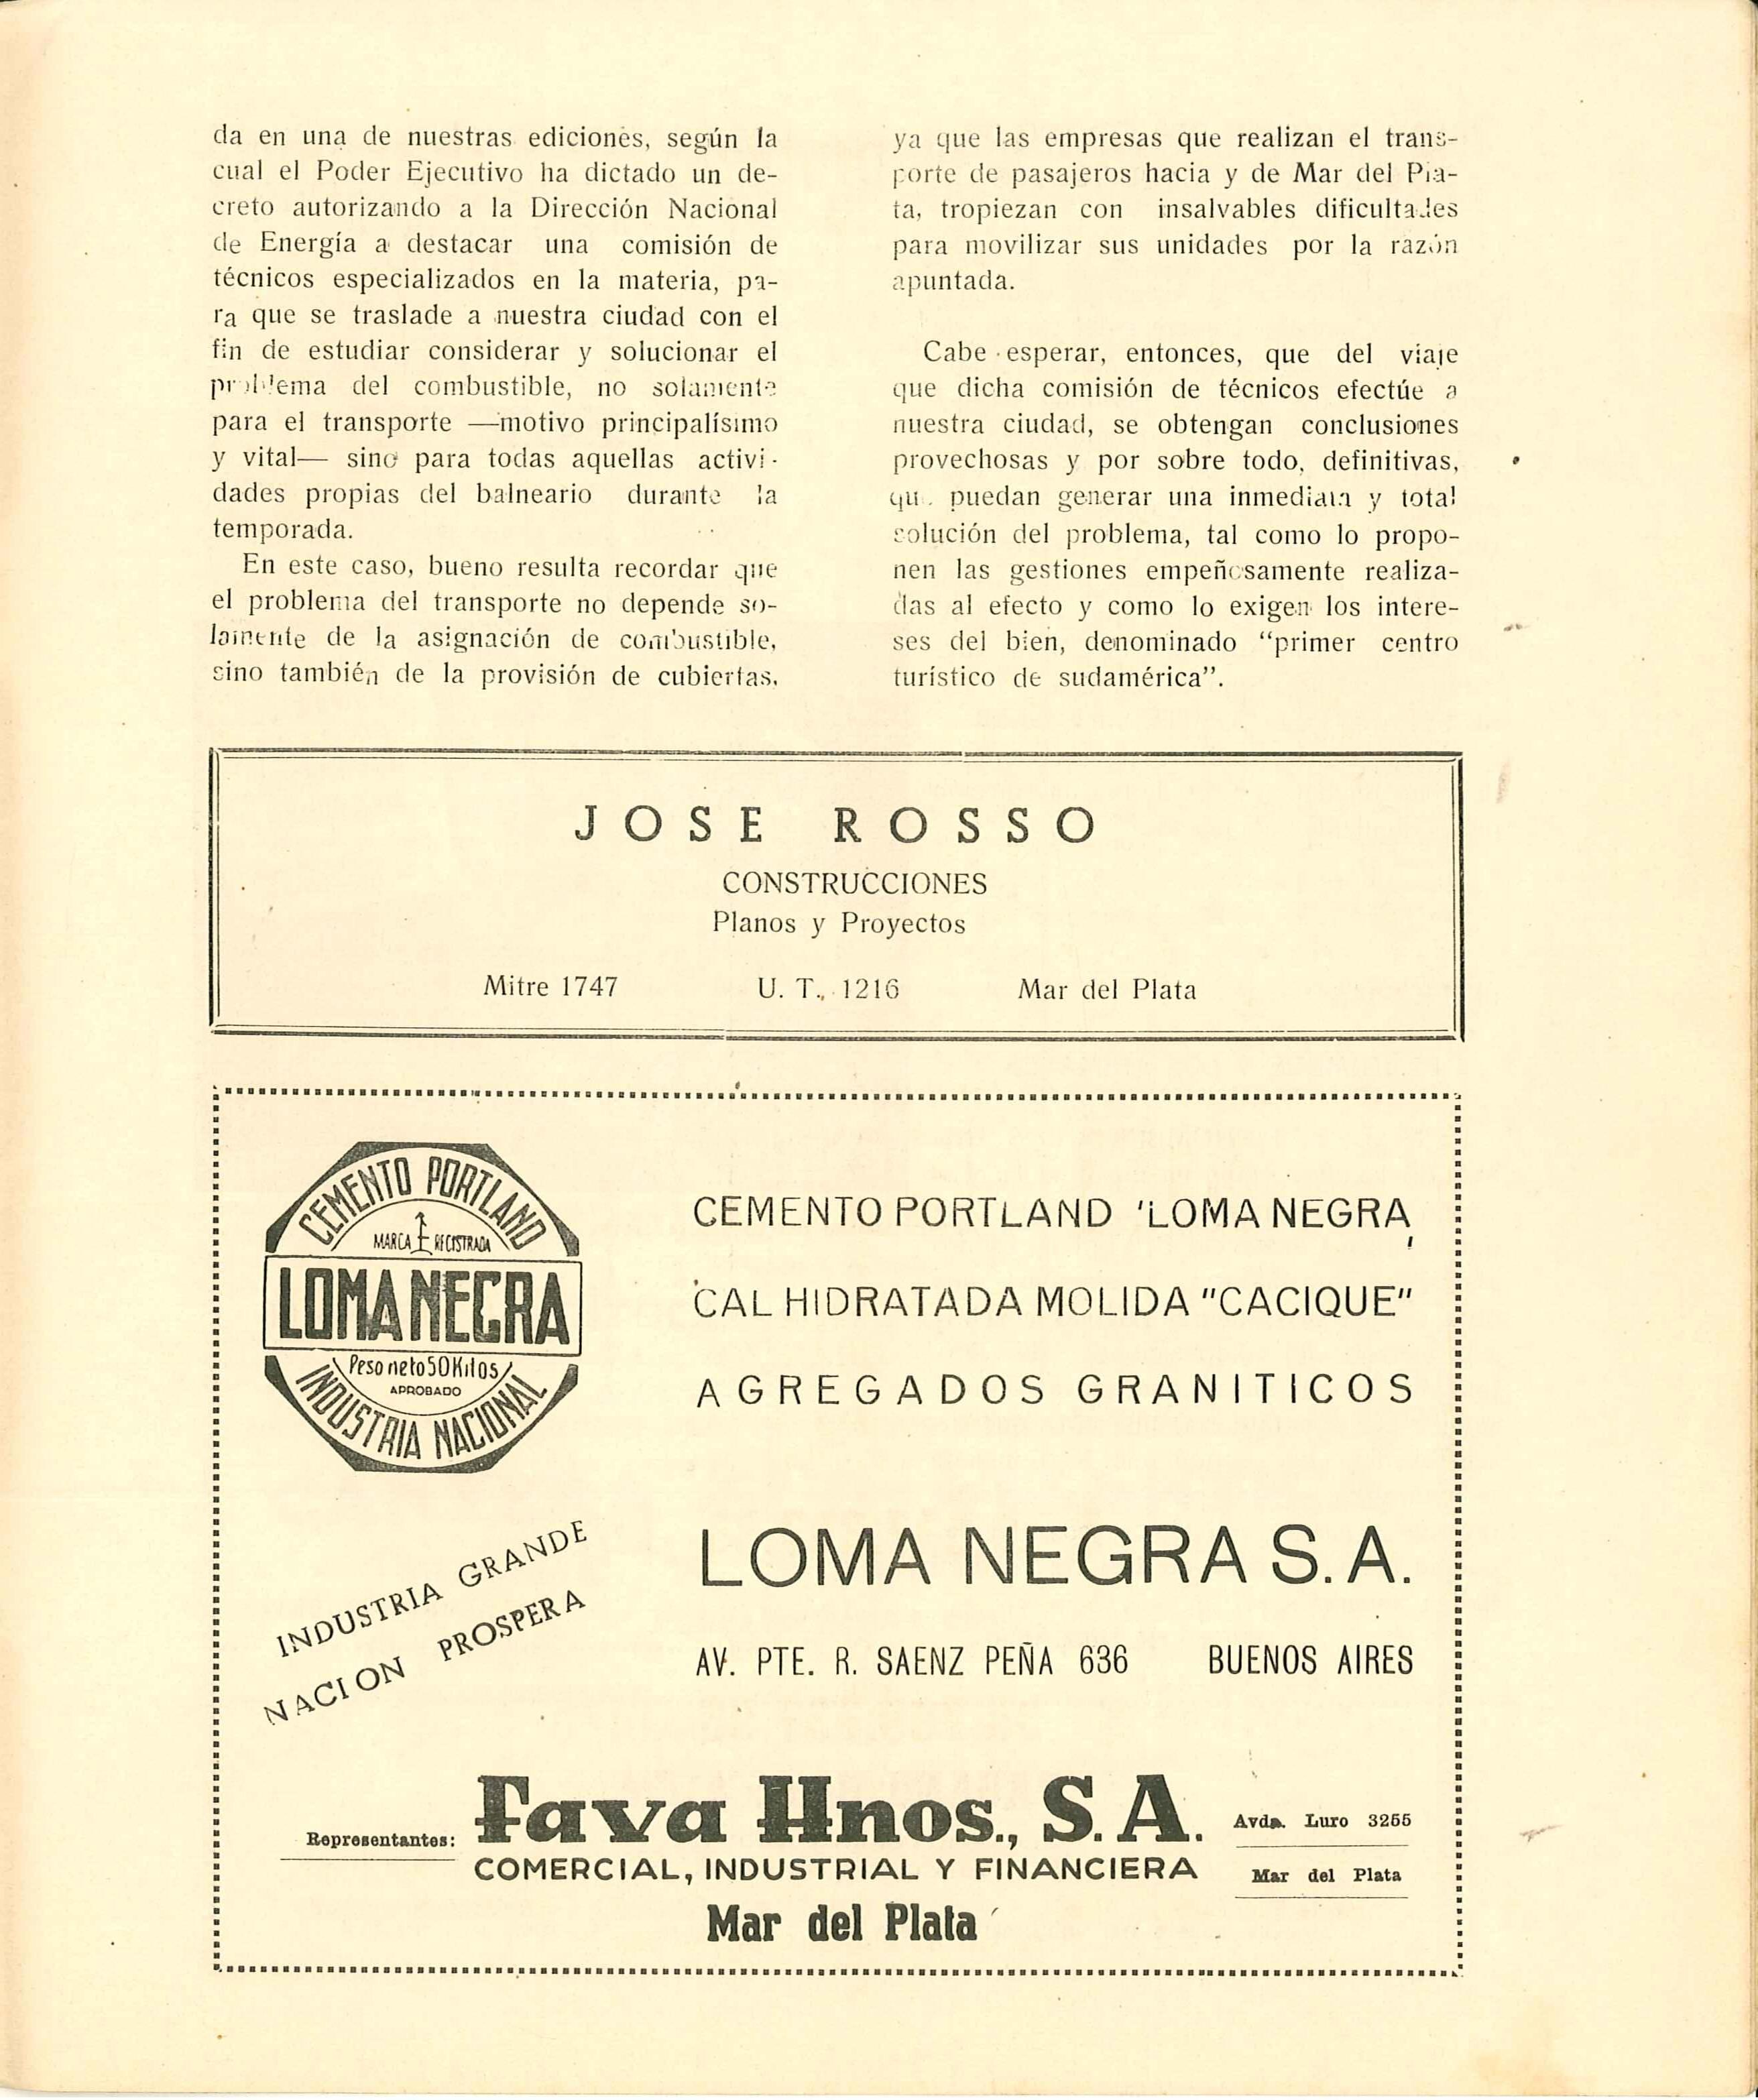 da en una de nuestras ediciones, según la
cual el Poder Ejecutivo ha dictado un de-
creto autorizando a la Dirección Nacional
de Energía a destacar una comisión de
técnicos especializados en la materia, pa-
ra que se traslade a nuestra ciudad con el
fin de estudiar considerar y solucionar el
problema del combustible, no solamente
para el transporte —motivo principalísimo
y vital— sino para todas aquellas activi-
dades propias del balneario durante la
temporada.
En este caso, bueno resulta recordar que
el problema del transporte no depende so-
lamente de la asignación de combustible,
sino también de la provisión de cubiertas,
ya que las empresas que realizan el trans-
porte de pasajeros hacia y de Mar del Pla-
ta, tropiezan con insalvables dificultades
para movilizar sus unidades por la razón
apuntada.
Cabe esperar, entonces, que del viaje
que dicha comisión de técnicos efectúe a
nuestra ciudad, se obtengan conclusiones
provechosas y por sobre todo, definitivas,
que puedan generar una inmediata y total
solución del problema, tal como lo propo-
nen las gestiones empeñosamente realiza-
das al efecto y como lo exigen los intere-
ses del bien, denominado “primer centro
turístico de sudamérica”.
JOSE ROSSO
CONSTRUCCIONES
Planos y Proyectos
Mitre 1747 U. T., 1216 Mar del Plata
CEMENTO PORTLAND
MARCA REGISTRADA
LOMA NEGRA
Peso neto 50 Kilos
APROBADO
INDUSTRIA NACIONAL
CEMENTO PORTLAND 'LOMA NEGRA,
CAL HIDRATADA MOLIDA "CACIQUE"
AGREGADOS GRANITICOS
INDUSTRIA GRANDE
NACION PROSPERA
LOMA NEGRA S. A.
AV. PTE. R. SAENZ PEÑA 636 BUENOS AIRES
Representantes:
Fava Hnos., S. A.
COMERCIAL, INDUSTRIAL Y FINANCIERA
Mar del Plata
Avda. Luro 3255
Mar del Plata